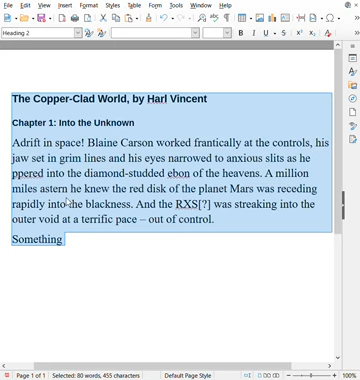 File Edit View Insert Format Styles Table Form Tools Window Help
Heading 2
The Copper-Clad World, by Harl Vincent
Chapter 1: Into the Unknown
Adrift in space! Blaine Carson worked frantically at the controls, his
jaw set in grim lines and his eyes narrowed to anxious slits as he
ppered into the diamond-studded ebon of the heavens. A million
miles astern he knew the red disk of the planet Mars was receding
rapidly into the blackness. And the RXS[?] was streaking into the
outer void at a terrific pace – out of control.
Something
Page 1 of 1 Selected: 80 words, 455 characters Default Page Style 100%